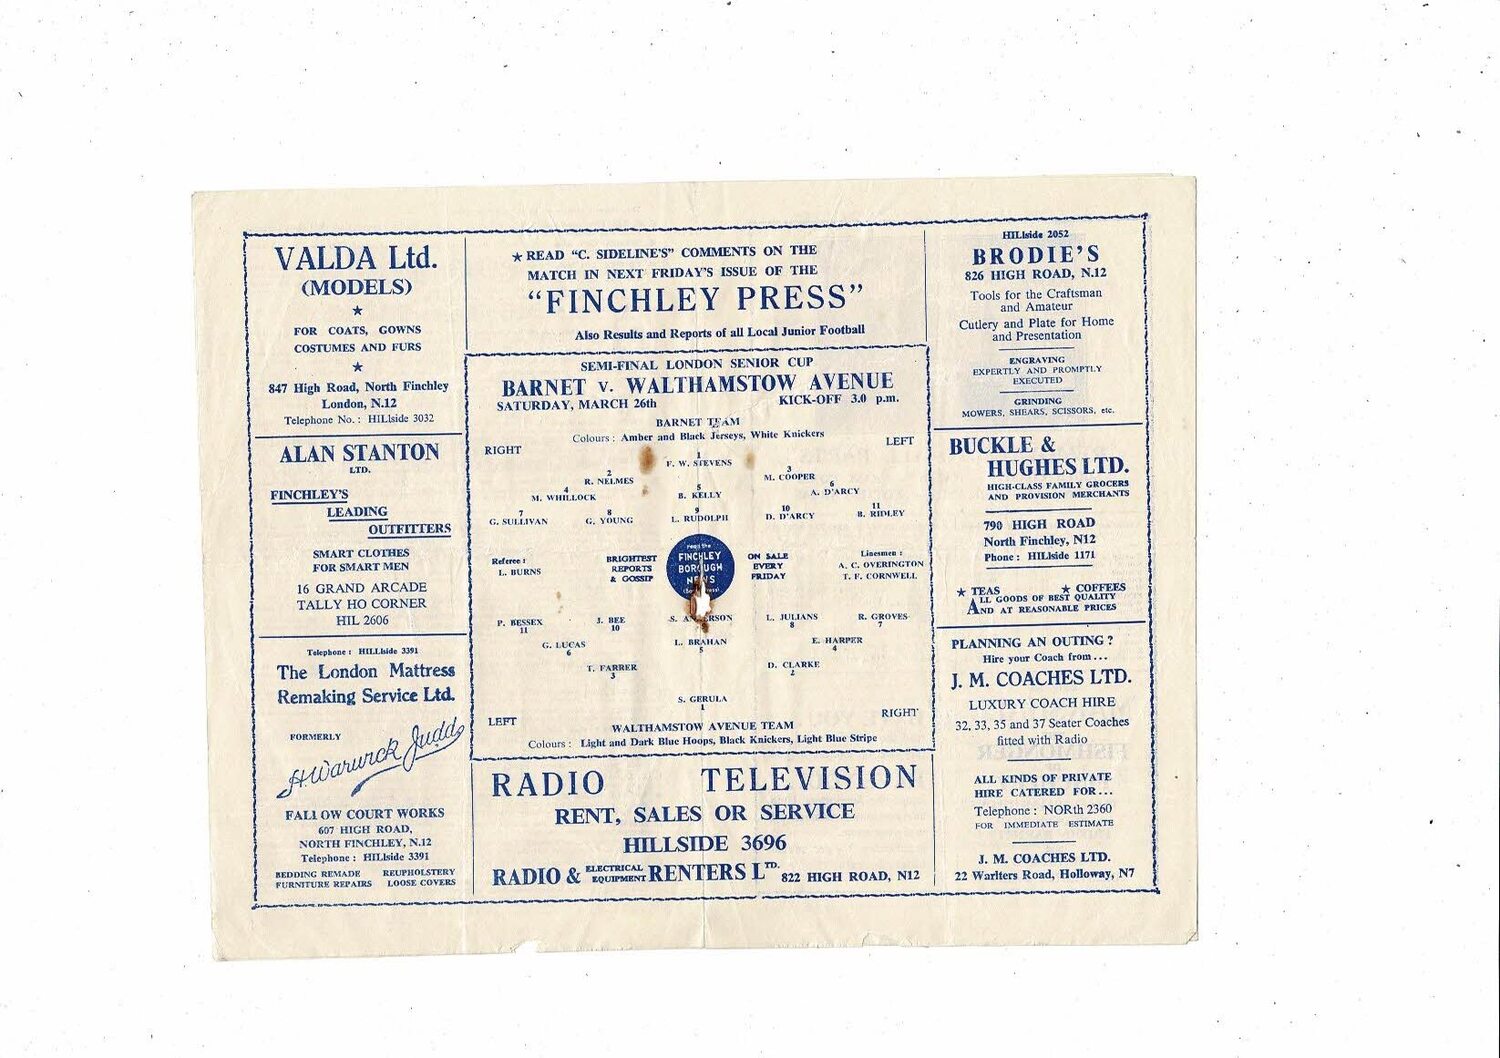 VALDA Ltd.
(MODELS)
★
FOR COATS, GOWNS
COSTUMES AND FURS
★
847 High Road, North Finchley
London, N.12
Telephone No. : HILlside 3032
ALAN STANTON
LTD.
FINCHLEY'S
LEADING
OUTFITTERS
SMART CLOTHES
FOR SMART MEN
16 GRAND ARCADE
TALLY HO CORNER
HIL 2606
Telephone : HILLside 3391
The London Mattress
Remaking Service Ltd.
FORMERLY
H. Warwick Judds
FALLOW COURT WORKS
607 HIGH ROAD,
NORTH FINCHLEY, N.12
Telephone : HILlside 3391
BEDDING REMADE REUPHOLSTERY
FURNITURE REPAIRS LOOSE COVERS
★ READ "C. SIDELINE'S" COMMENTS ON THE
MATCH IN NEXT FRIDAY'S ISSUE OF THE
"FINCHLEY PRESS"
Also Results and Reports of all Local Junior Football
SEMI-FINAL LONDON SENIOR CUP
BARNET v. WALTHAMSTOW AVENUE
SATURDAY, MARCH 26th KICK-OFF 3.0 p.m.
BARNET TEAM
Colours : Amber and Black Jerseys, White Knickers
RIGHT LEFT
1
F. W. STEVENS
2 3
R. NELMES M. COOPER
4 5 6
M. WHILLOCK B. KELLY A. D'ARCY
7 8 9 10 11
G. SULLIVAN G. YOUNG L. RUDOLPH D. D'ARCY B. RIDLEY
Referee :
L. BURNS
BRIGHTEST
REPORTS
& GOSSIP
read the
FINCHLEY
BOROUGH
NEWS
ON SALE
EVERY
FRIDAY
Linesmen :
A. C. OVERINGTON
T. F. CORNWELL
P. BESSEX J. BEE S. L. JULIANS R. GROVES
11 10 8 7
G. LUCAS L. BRAHAN E. HARPER
6 5 4
T. FARRER D. CLARKE
3 2
S. GERULA
1
LEFT RIGHT
WALTHAMSTOW AVENUE TEAM
Colours : Light and Dark Blue Hoops, Black Knickers, Light Blue Stripe
RADIO TELEVISION
RENT, SALES OR SERVICE
HILLSIDE 3696
RADIO & ELECTRICAL EQUIPMENT RENTERS LTD. 822 HIGH ROAD, N12
HILlside 2052
BRODIE'S
826 HIGH ROAD, N.12
Tools for the Craftsman
and Amateur
Cutlery and Plate for Home
and Presentation
ENGRAVING
EXPERTLY AND PROMPTLY
EXECUTED
GRINDING
MOWERS, SHEARS, SCISSORS, etc.
BUCKLE &
HUGHES LTD.
HIGH-CLASS FAMILY GROCERS
AND PROVISION MERCHANTS
790 HIGH ROAD
North Finchley, N12
Phone : HILlside 1171
★ TEAS ★ COFFEES
ALL GOODS OF BEST QUALITY
AND AT REASONABLE PRICES
PLANNING AN OUTING ?
Hire your Coach from ...
J. M. COACHES LTD.
LUXURY COACH HIRE
32, 33, 35 and 37 Seater Coaches
fitted with Radio
ALL KINDS OF PRIVATE
HIRE CATERED FOR ...
Telephone : NORth 2360
FOR IMMEDIATE ESTIMATE
J. M. COACHES LTD.
22 Warlters Road, Holloway, N7